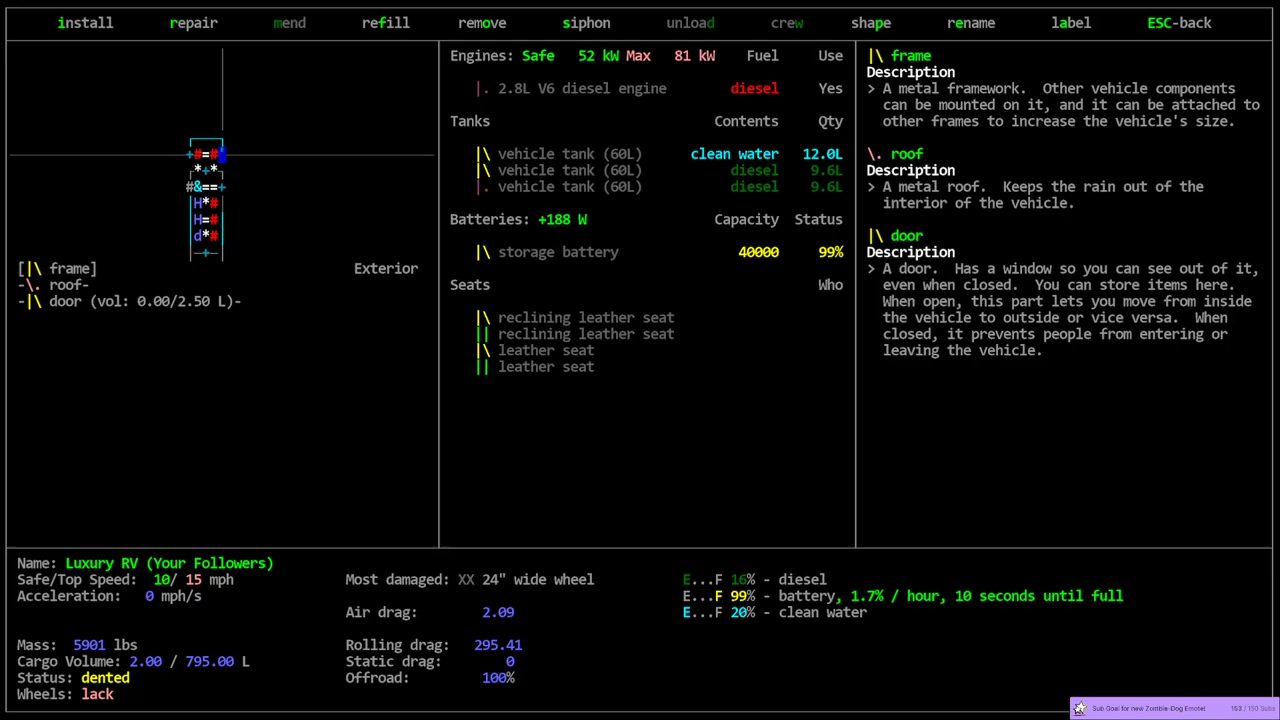 install repair mend refill remove siphon unload crew shape rename label ESC-back
Engines: Safe 52 kW Max 81 kW Fuel Use
|. 2.8L V6 diesel engine diesel Yes
Tanks Contents Qty
|\ vehicle tank (60L) clean water 12.0L
|\ vehicle tank (60L) diesel 9.6L
|. vehicle tank (60L) diesel 9.6L
Batteries: +188 W Capacity Status
|\ storage battery 40000 99%
Seats Who
|\ reclining leather seat
|| reclining leather seat
|\ leather seat
|| leather seat
|\ frame
Description
> A metal framework. Other vehicle components
can be mounted on it, and it can be attached to
other frames to increase the vehicle's size.
\. roof
Description
> A metal roof. Keeps the rain out of the
interior of the vehicle.
|\ door
Description
> A door. Has a window so you can see out of it,
even when closed. You can store items here.
When open, this part lets you move from inside
the vehicle to outside or vice versa. When
closed, it prevents people from entering or
leaving the vehicle.
+#=#
*+*
#&==+
H*#
H=#
d*#
[|\ frame] Exterior
-\. roof-
-|\ door (vol: 0.00/2.50 L)-
Name: Luxury RV (Your Followers)
Safe/Top Speed: 10/ 15 mph
Acceleration: 0 mph/s
Mass: 5901 lbs
Cargo Volume: 2.00 / 795.00 L
Status: dented
Wheels: lack
Most damaged: XX 24" wide wheel
Air drag: 2.09
Rolling drag: 295.41
Static drag: 0
Offroad: 100%
E...F 16% - diesel
E...F 99% - battery, 1.7% / hour, 10 seconds until full
E...F 20% - clean water
Sub Goal for new Zombie-Dog Emote! 153 / 150 Subs